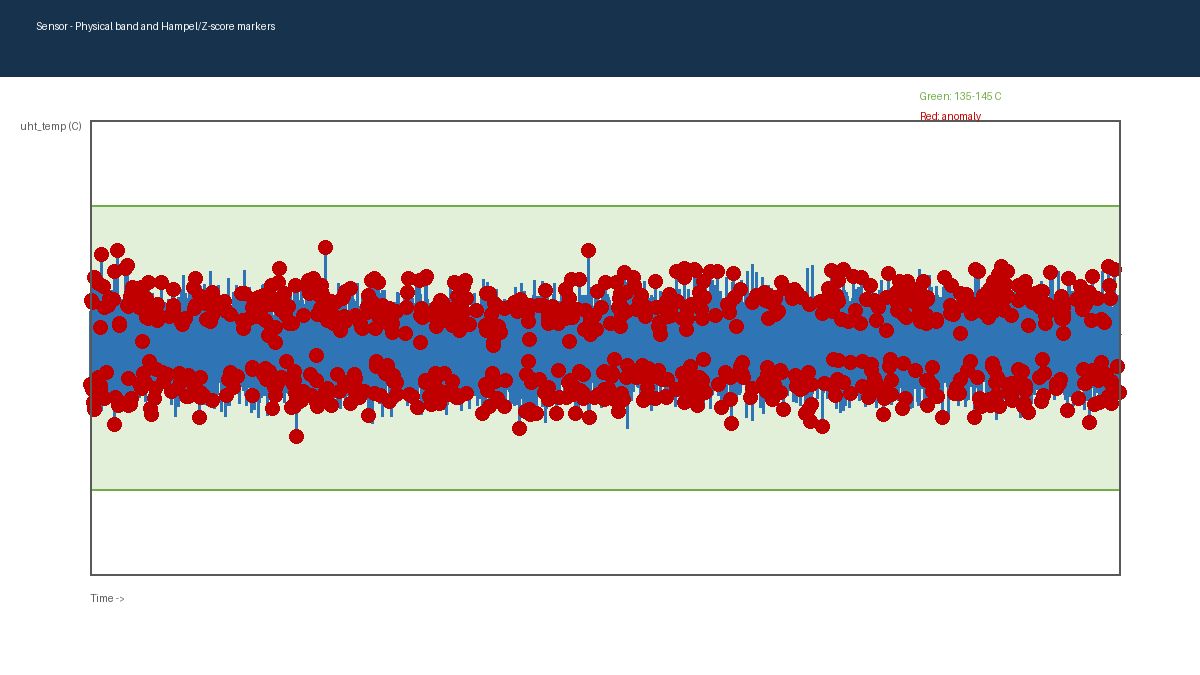 Sensor - Physical band and Hampel/Z-score markers
Green: 135-145 C
Red: anomaly
uht_temp (C)
Time ->